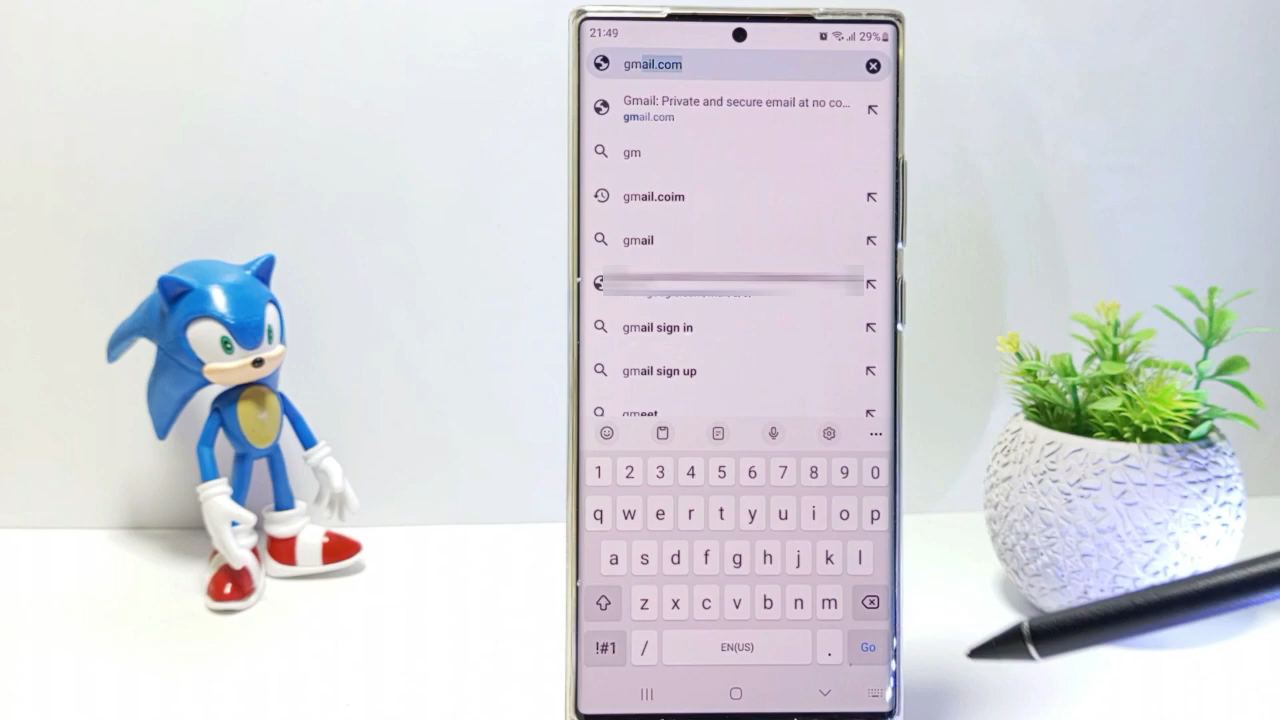 21:49
29%
gmail.com
Gmail: Private and secure email at no co...
gmail.com
gm
gmail.coim
gmail
gmail sign in
gmail sign up
gmeet
1 2 3 4 5 6 7 8 9 0
q w e r t y u i o p
a s d f g h j k l
z x c v b n m
!#1 / EN(US) . Go